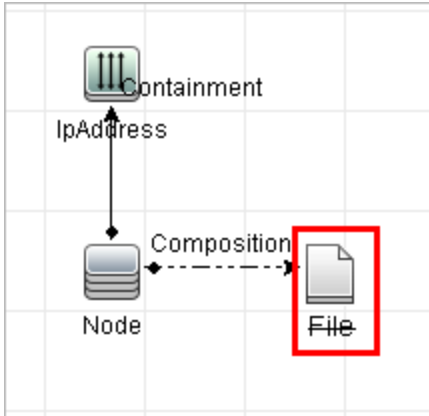 Containment
IpAddress
Composition
Node
File